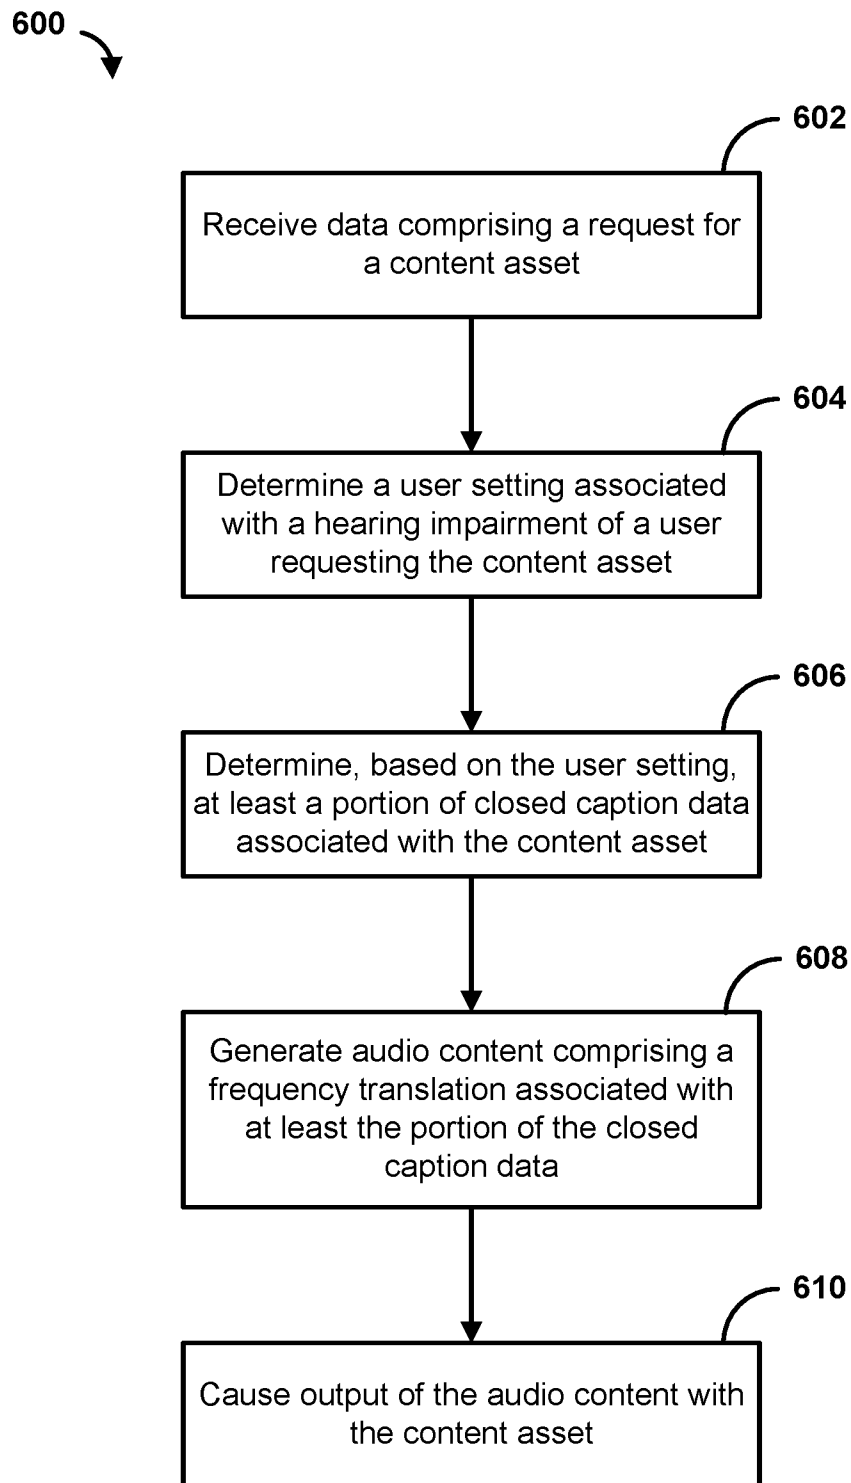 600
602
Receive data comprising a request for
a content asset
604
Determine a user setting associated
with a hearing impairment of a user
requesting the content asset
606
Determine, based on the user setting,
at least a portion of closed caption data
associated with the content asset
608
Generate audio content comprising a
frequency translation associated with
at least the portion of the closed
caption data
610
Cause output of the audio content with
the content asset